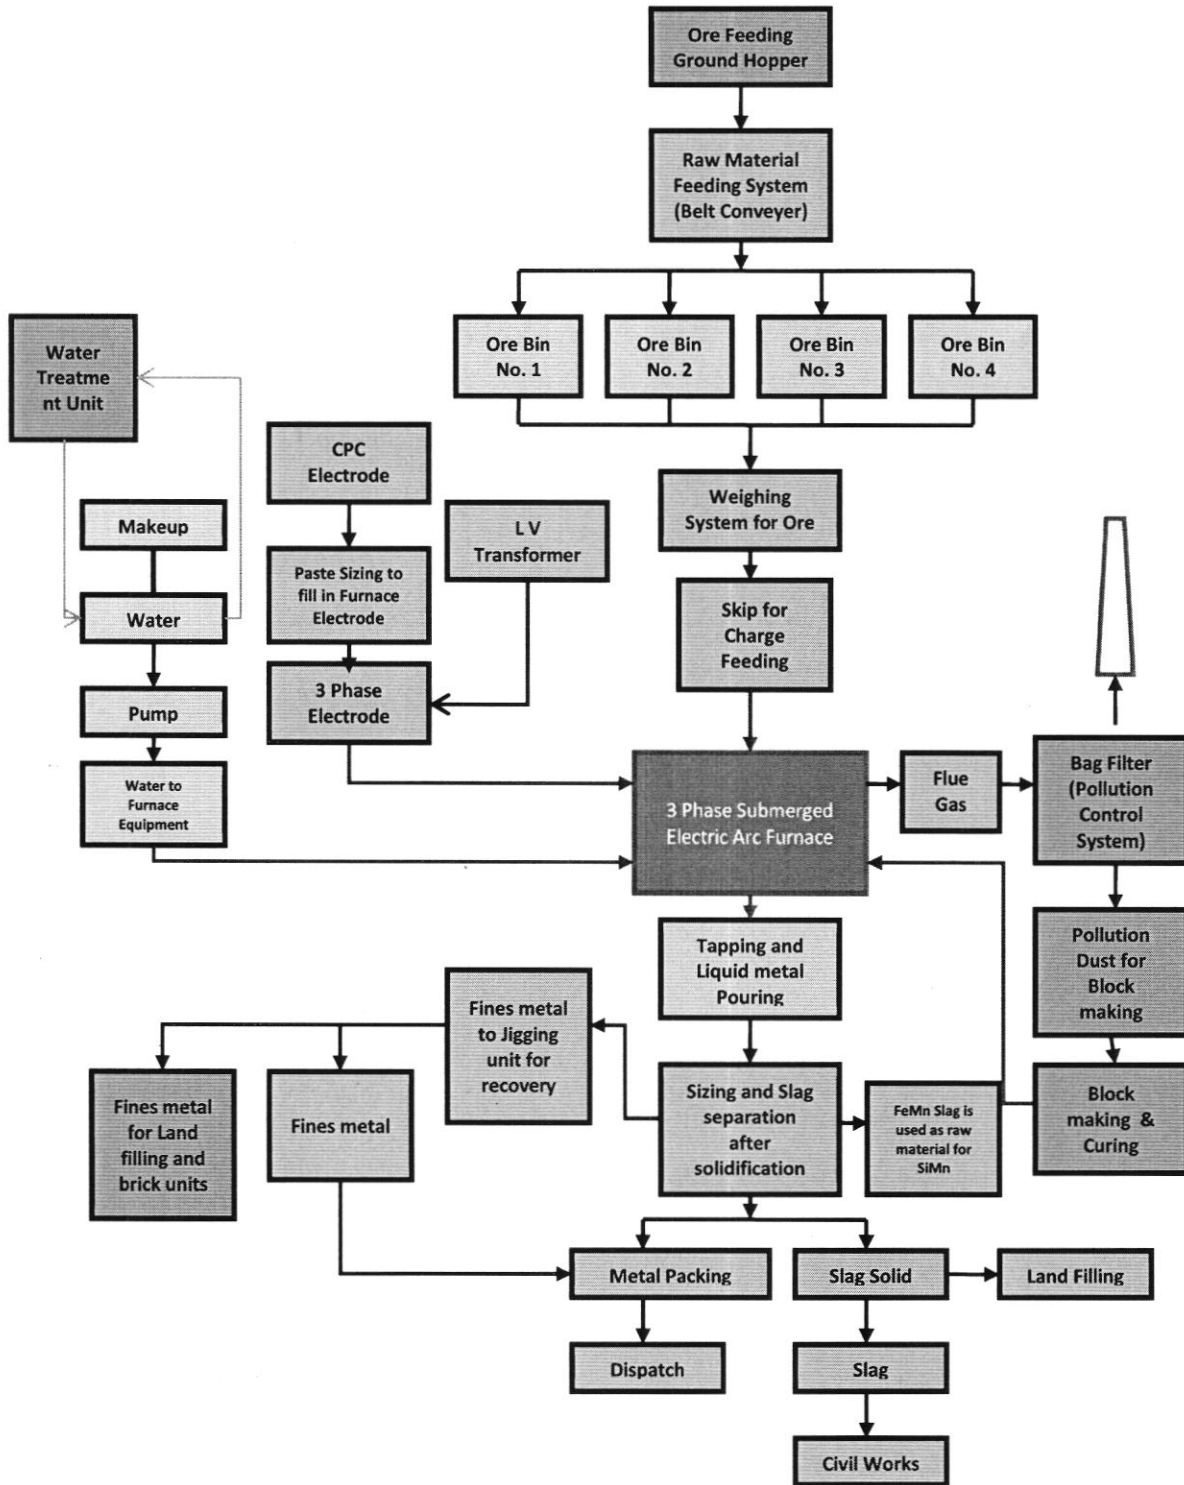 Ore Feeding
Ground Hopper
Raw Material
Feeding System
(Belt Conveyer)
Ore Bin
No. 1
Ore Bin
No. 2
Ore Bin
No. 3
Ore Bin
No. 4
Water
Treatme
nt Unit
CPC
Electrode
Weighing
System for Ore
L V
Transformer
Makeup
Paste Sizing to
fill in Furnace
Electrode
Water
Skip for
Charge
Feeding
3 Phase
Electrode
Pump
Water to
Furnace
Equipment
3 Phase Submerged
Electric Arc Furnace
Flue
Gas
Bag Filter
(Pollution
Control
System)
Tapping and
Liquid metal
Pouring
Pollution
Dust for
Block
making
Fines metal
to Jigging
unit for
recovery
Fines metal
for Land
filling and
brick units
Fines metal
Sizing and Slag
separation
after
solidification
FeMn Slag is
used as raw
material for
SiMn
Block
making &
Curing
Metal Packing
Slag Solid
Land Filling
Dispatch
Slag
Civil Works